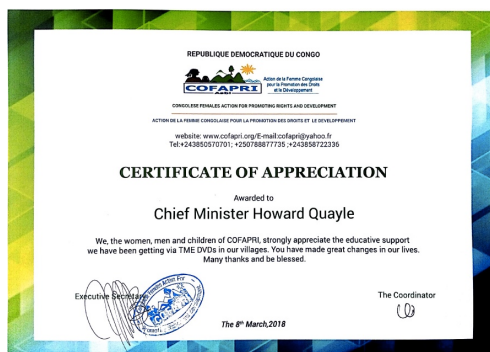 REPUBLIQUE DEMOCRATIQUE DU CONGO
COFAPRI
Action de la Femme Congolaise
pour la Promotion des Droits
et le Développement
CONGOLESE FEMALES ACTION FOR PROMOTING RIGHTS AND DEVELOPMENT
ACTION DE LA FEMME CONGOLAISE POUR LA PROMOTION DES DROITS ET LE DEVELOPPEMENT
website: www.cofapri.org/E-mail:cofapri@yahoo.fr
Tel:+243850570701; +250788877735 ;+243858722336
CERTIFICATE OF APPRECIATION
Awarded to
Chief Minister Howard Quayle
We, the women, men and children of COFAPRI, strongly appreciate the educative support
we have been getting via TME DVDs in our villages. You have made great changes in our lives.
Many thanks and be blessed.
Executive Secretary
The Coordinator
The 8th March,2018